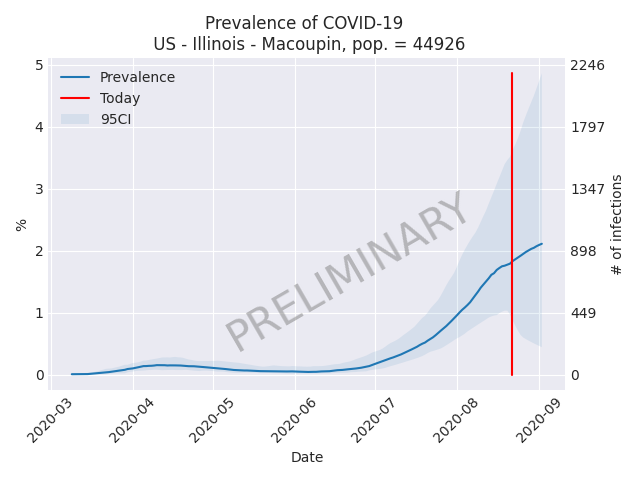 Prevalence of COVID-19
US - Illinois - Macoupin, pop. = 44926
Prevalence
Today
95CI
5
4
3
2
1
0
%
2246
1797
1347
898
449
0
# of infections
PRELIMINARY
2020-03
2020-04
2020-05
2020-06
2020-07
2020-08
2020-09
Date